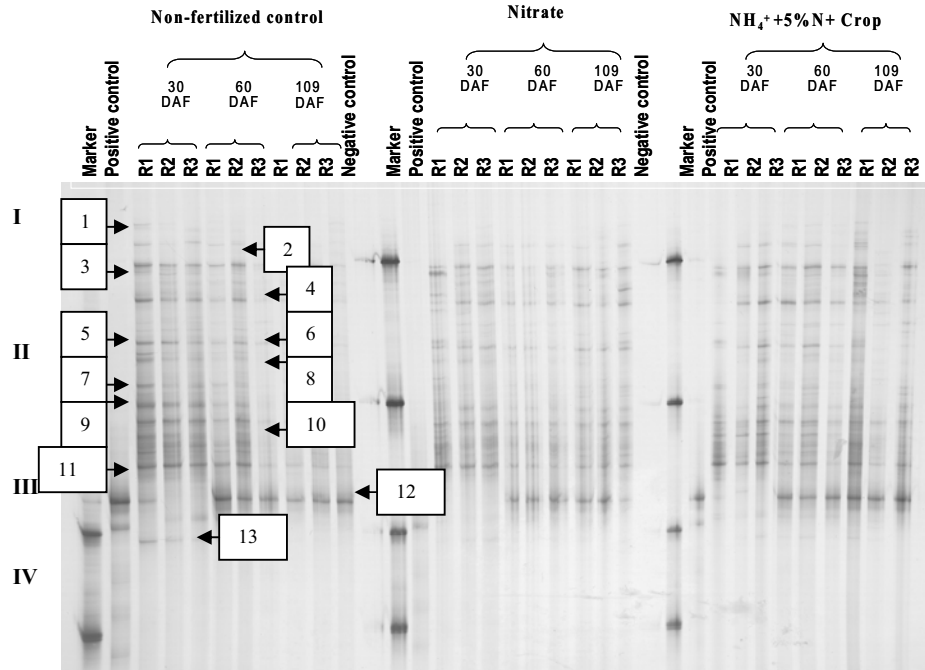 Non-fertilized control
Nitrate
NH₄⁺ +5%N+ Crop
30 DAF
60 DAF
109 DAF
30 DAF
60 DAF
109 DAF
30 DAF
60 DAF
109 DAF
Marker
Positive control
R1 R2 R3 R1 R2 R3 R1 R2 R3
Negative control
Marker
Positive control
R1 R2 R3 R1 R2 R3 R1 R2 R3
Negative control
Marker
Positive control
R1 R2 R3 R1 R2 R3 R1 R2 R3
I
1
2
3
4
5
6
II
7
8
9
10
11
III
12
13
IV